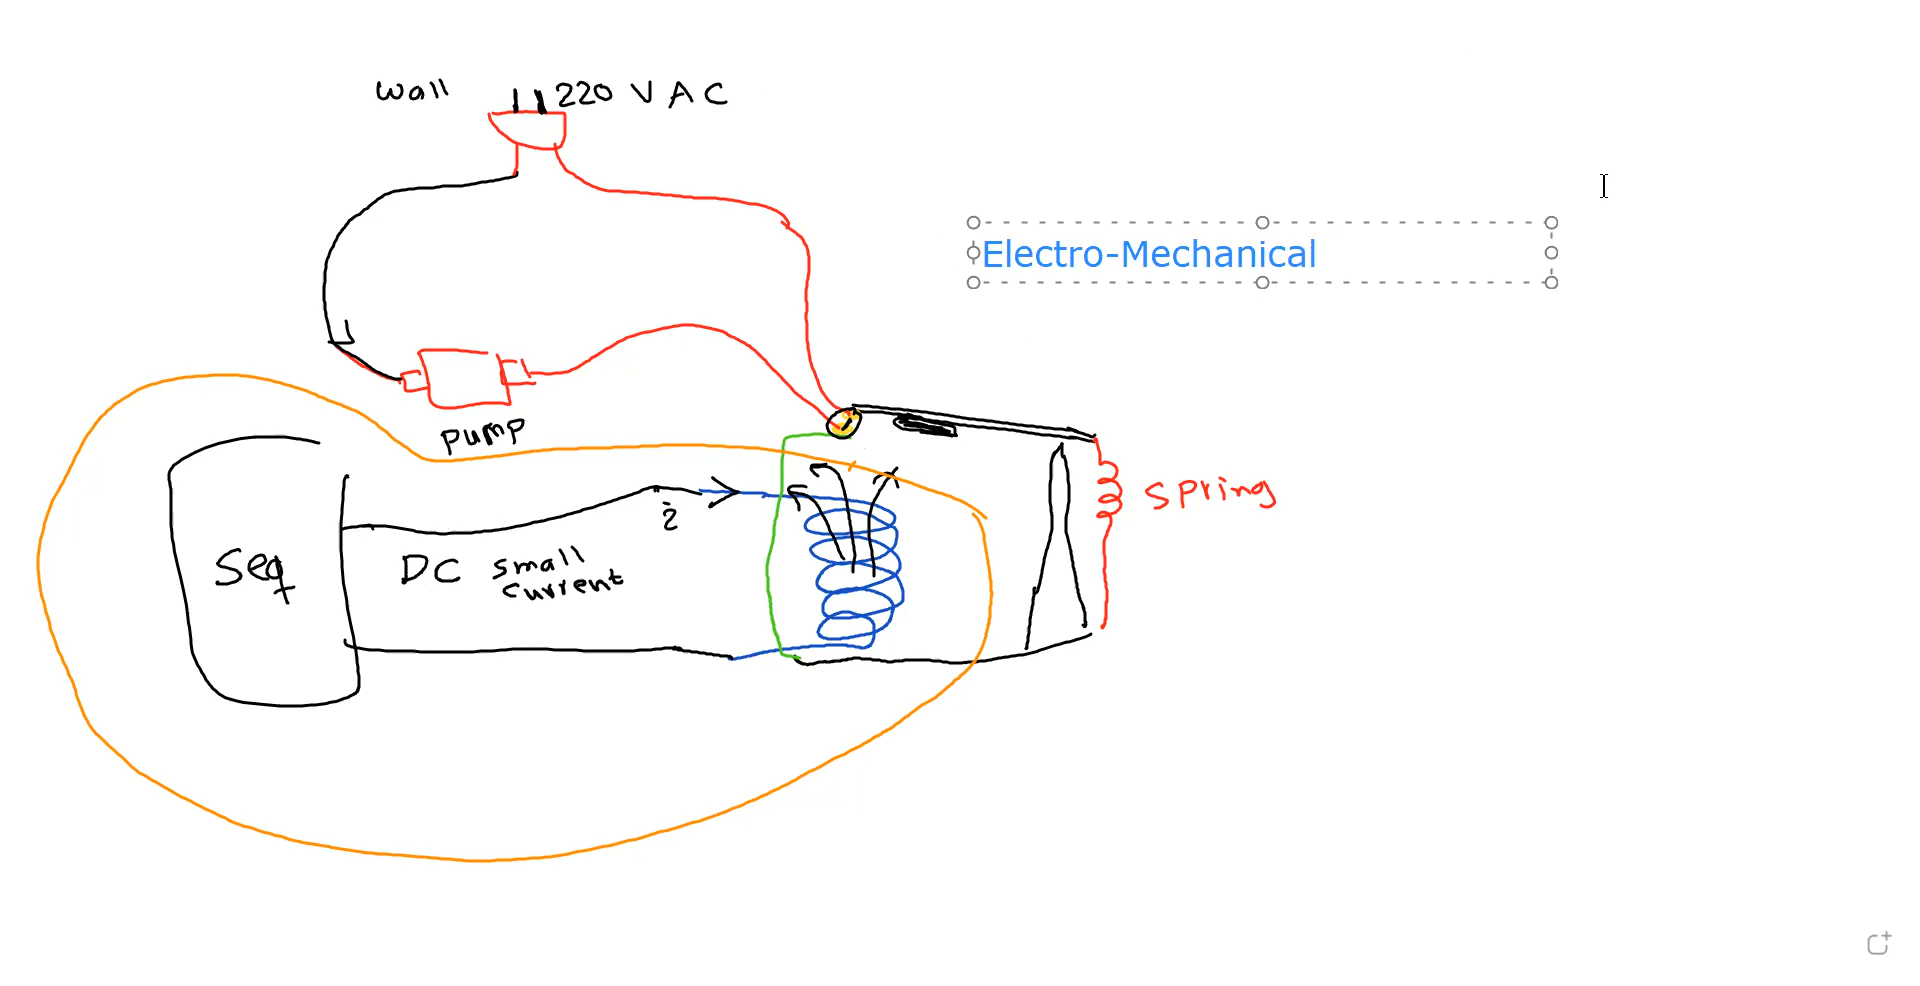 wall 220 V A C
Electro-Mechanical
pump
spring
i
Seq
DC small
current